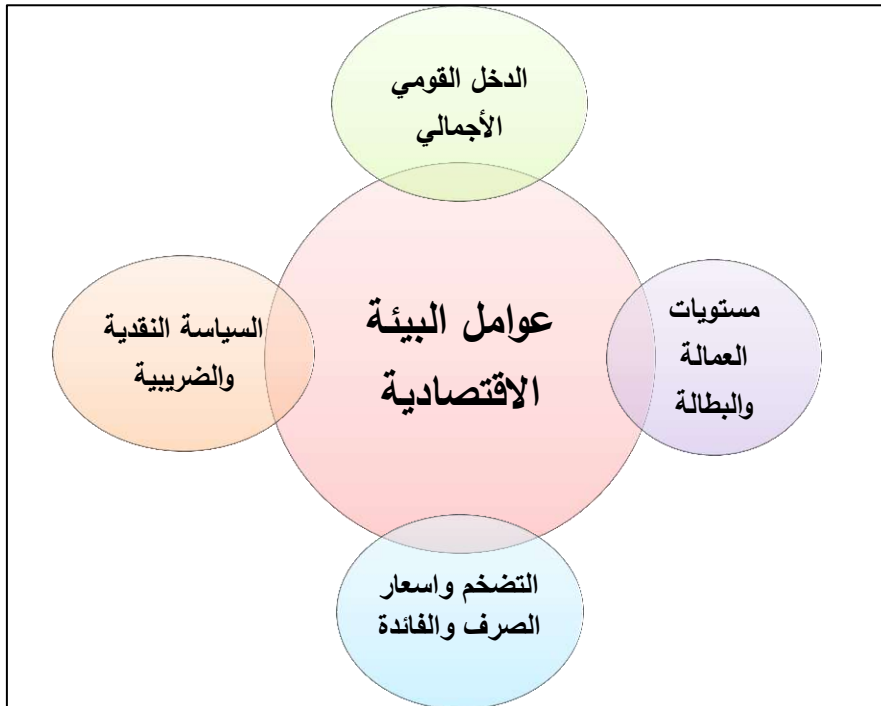 الدخل القومي
الأجمالي
عوامل البيئة
الاقتصادية
مستويات
العمالة
والبطالة
السياسة النقدية
والضريبية
التضخم واسعار
الصرف والفائدة